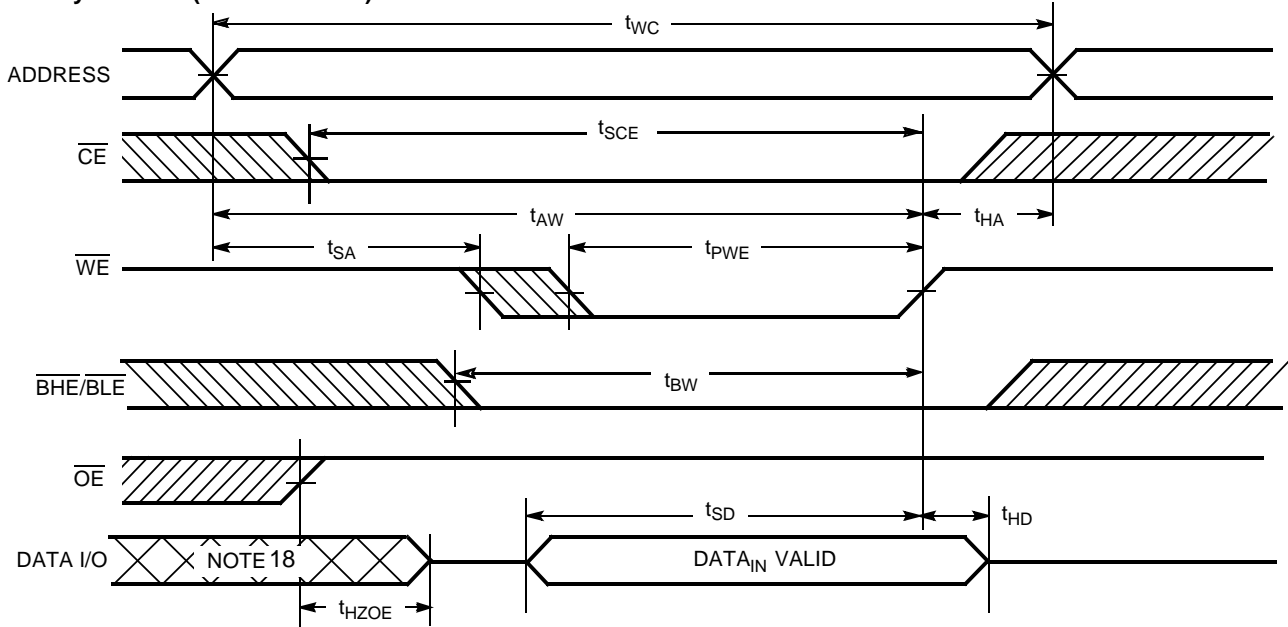 tWC
ADDRESS
tSCE
CE
tAW
tHA
tSA
tPWE
WE
BHE/BLE
tBW
OE
tSD
tHD
DATA I/O
NOTE 18
DATAIN VALID
tHZOE